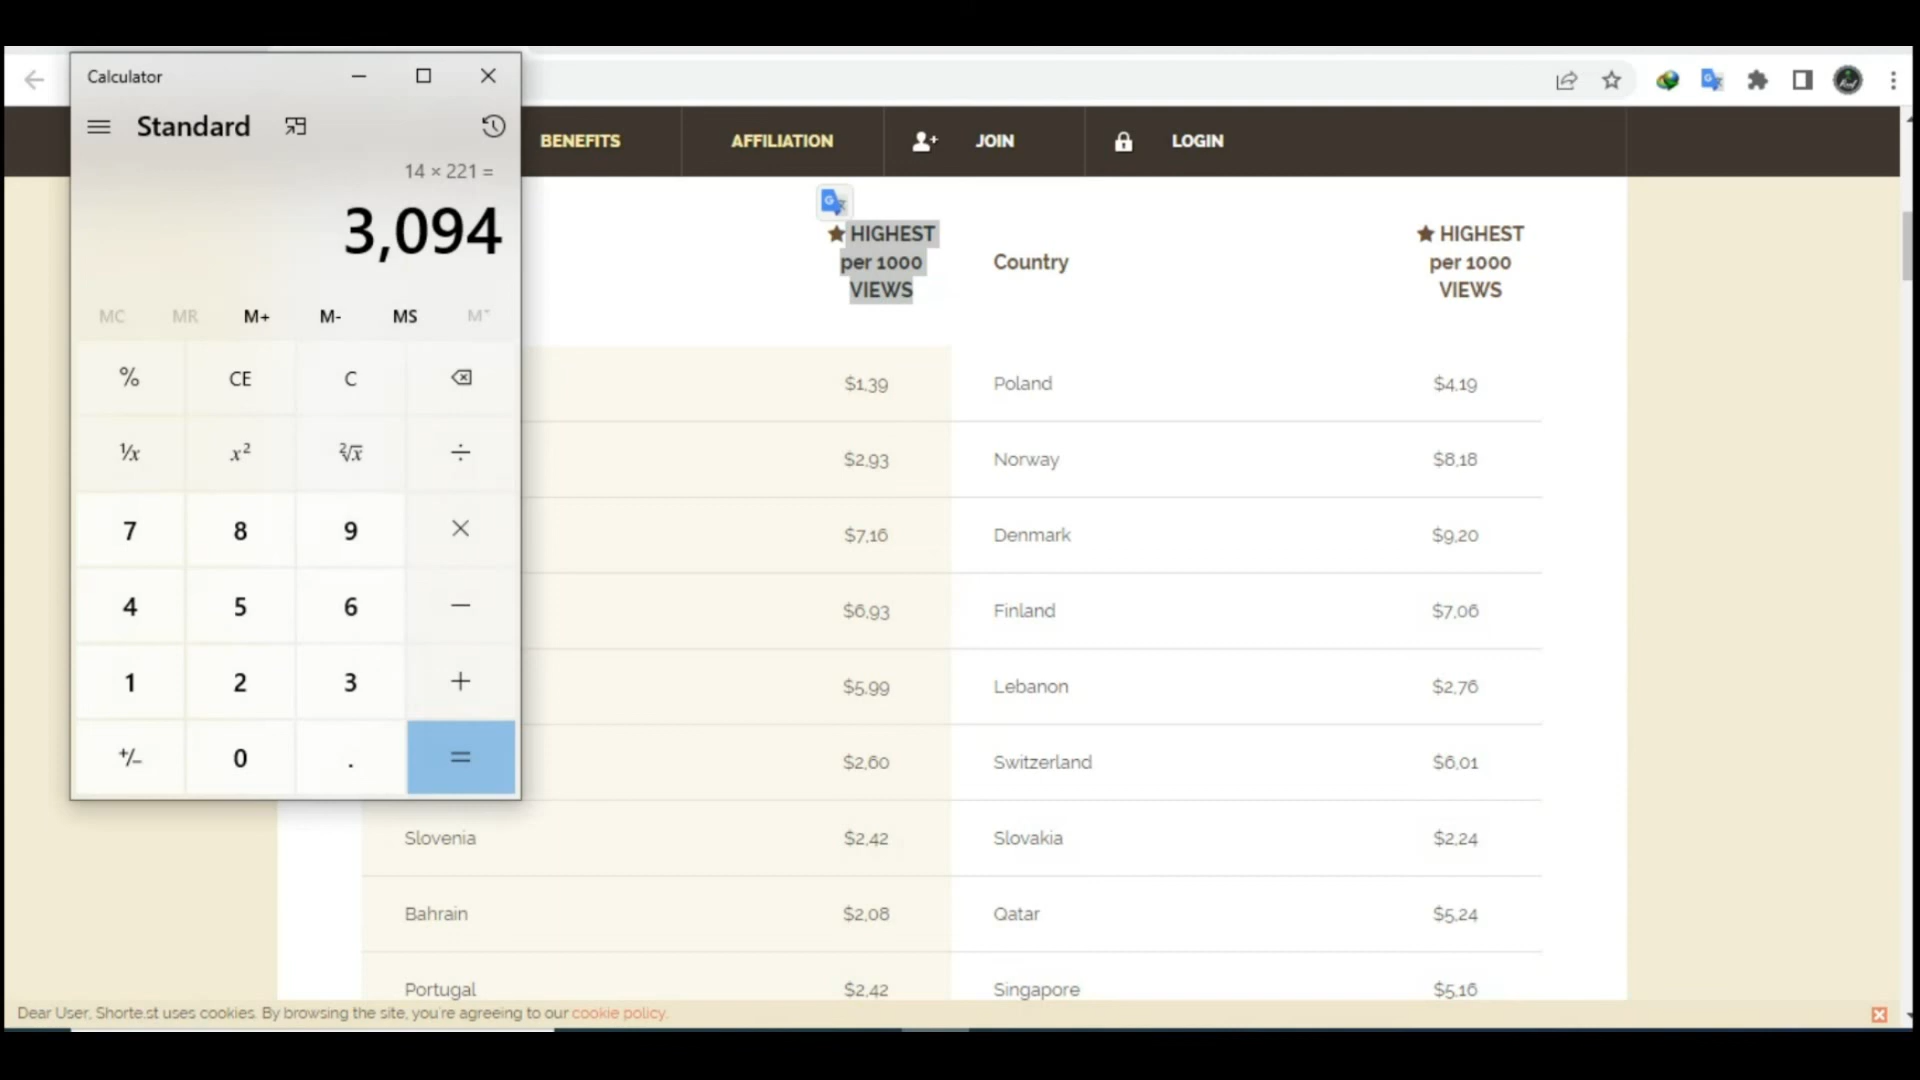 Calculator
Standard
14 × 221 =
3,094
MC MR M+ M- MS M˅
% CE C
¹/x x² ²√x ÷
7 8 9 ×
4 5 6 −
1 2 3 +
+/− 0 . =
BENEFITS AFFILIATION JOIN LOGIN
HIGHEST
per 1000
VIEWS
Country
HIGHEST
per 1000
VIEWS
$1,39 Poland $4,19
$2,93 Norway $8,18
$7,16 Denmark $9,20
$6,93 Finland $7,06
$5,99 Lebanon $2,76
$2,60 Switzerland $6,01
Slovenia $2,42 Slovakia $2,24
Bahrain $2,08 Qatar $5,24
Portugal $2,42 Singapore $5,16
Dear User, Shorte.st uses cookies. By browsing the site, you're agreeing to our cookie policy.